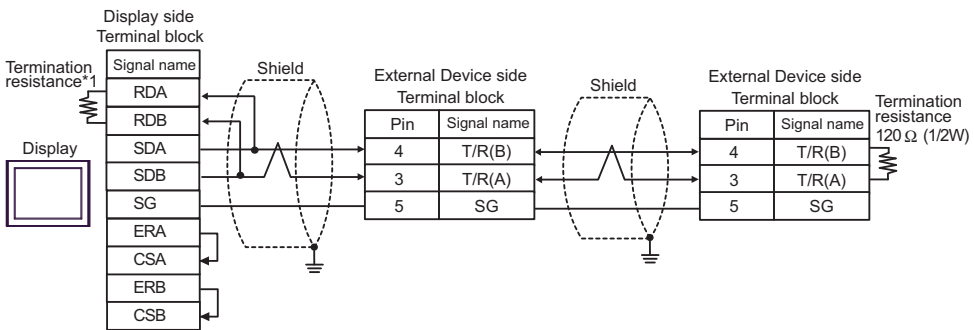 Display side
Terminal block
Signal name
Termination
resistance*1
RDA
RDB
Display
SDA
SDB
SG
ERA
CSA
ERB
CSB
Shield
External Device side
Terminal block
Pin Signal name
4 T/R(B)
3 T/R(A)
5 SG
Shield
External Device side
Terminal block
Pin Signal name
4 T/R(B)
3 T/R(A)
5 SG
Termination
resistance
120 Ω (1/2W)